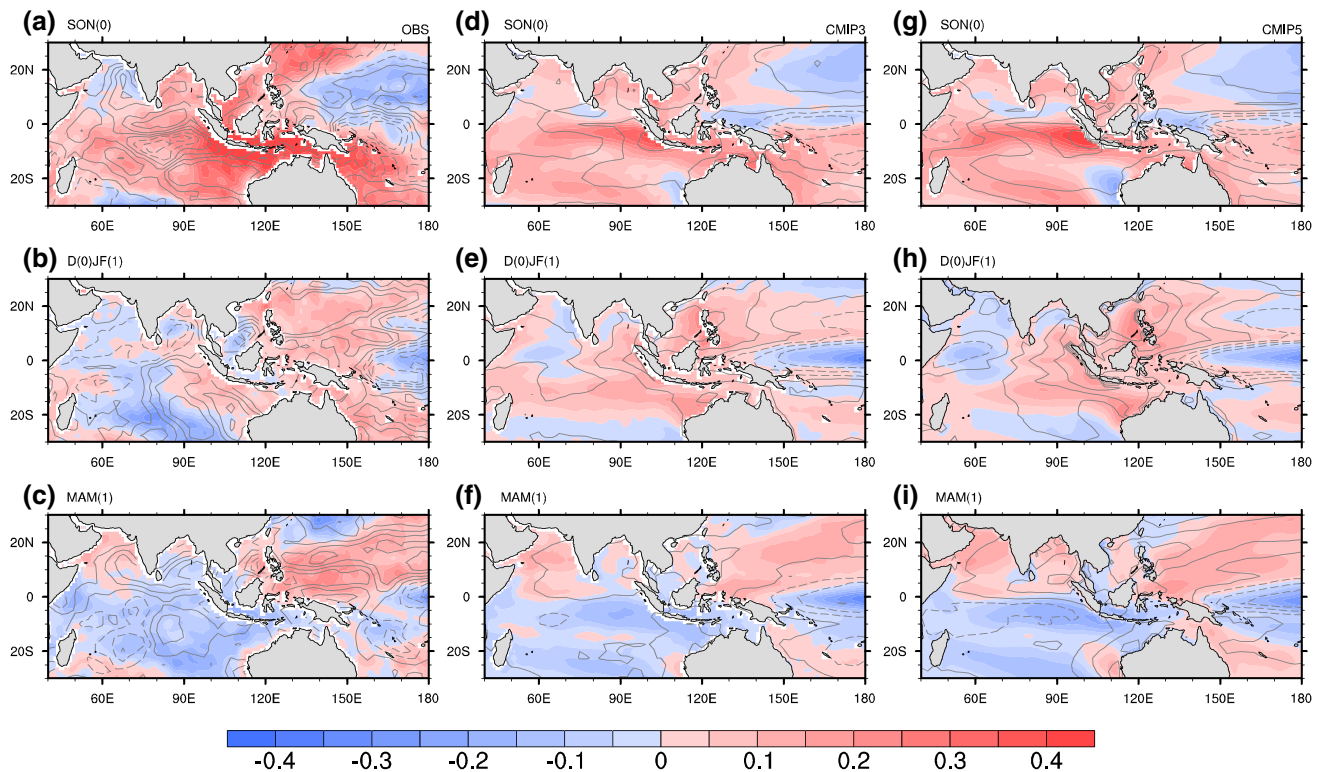 (a) SON(0) OBS (d) SON(0) CMIP3 (g) SON(0) CMIP5
20N 20N 20N
0 0 0
20S 20S 20S
60E 90E 120E 150E 180 60E 90E 120E 150E 180 60E 90E 120E 150E 180
(b) D(0)JF(1) (e) D(0)JF(1) (h) D(0)JF(1)
20N 20N 20N
0 0 0
20S 20S 20S
60E 90E 120E 150E 180 60E 90E 120E 150E 180 60E 90E 120E 150E 180
(c) MAM(1) (f) MAM(1) (i) MAM(1)
20N 20N 20N
0 0 0
20S 20S 20S
60E 90E 120E 150E 180 60E 90E 120E 150E 180 60E 90E 120E 150E 180
-0.4 -0.3 -0.2 -0.1 0 0.1 0.2 0.3 0.4